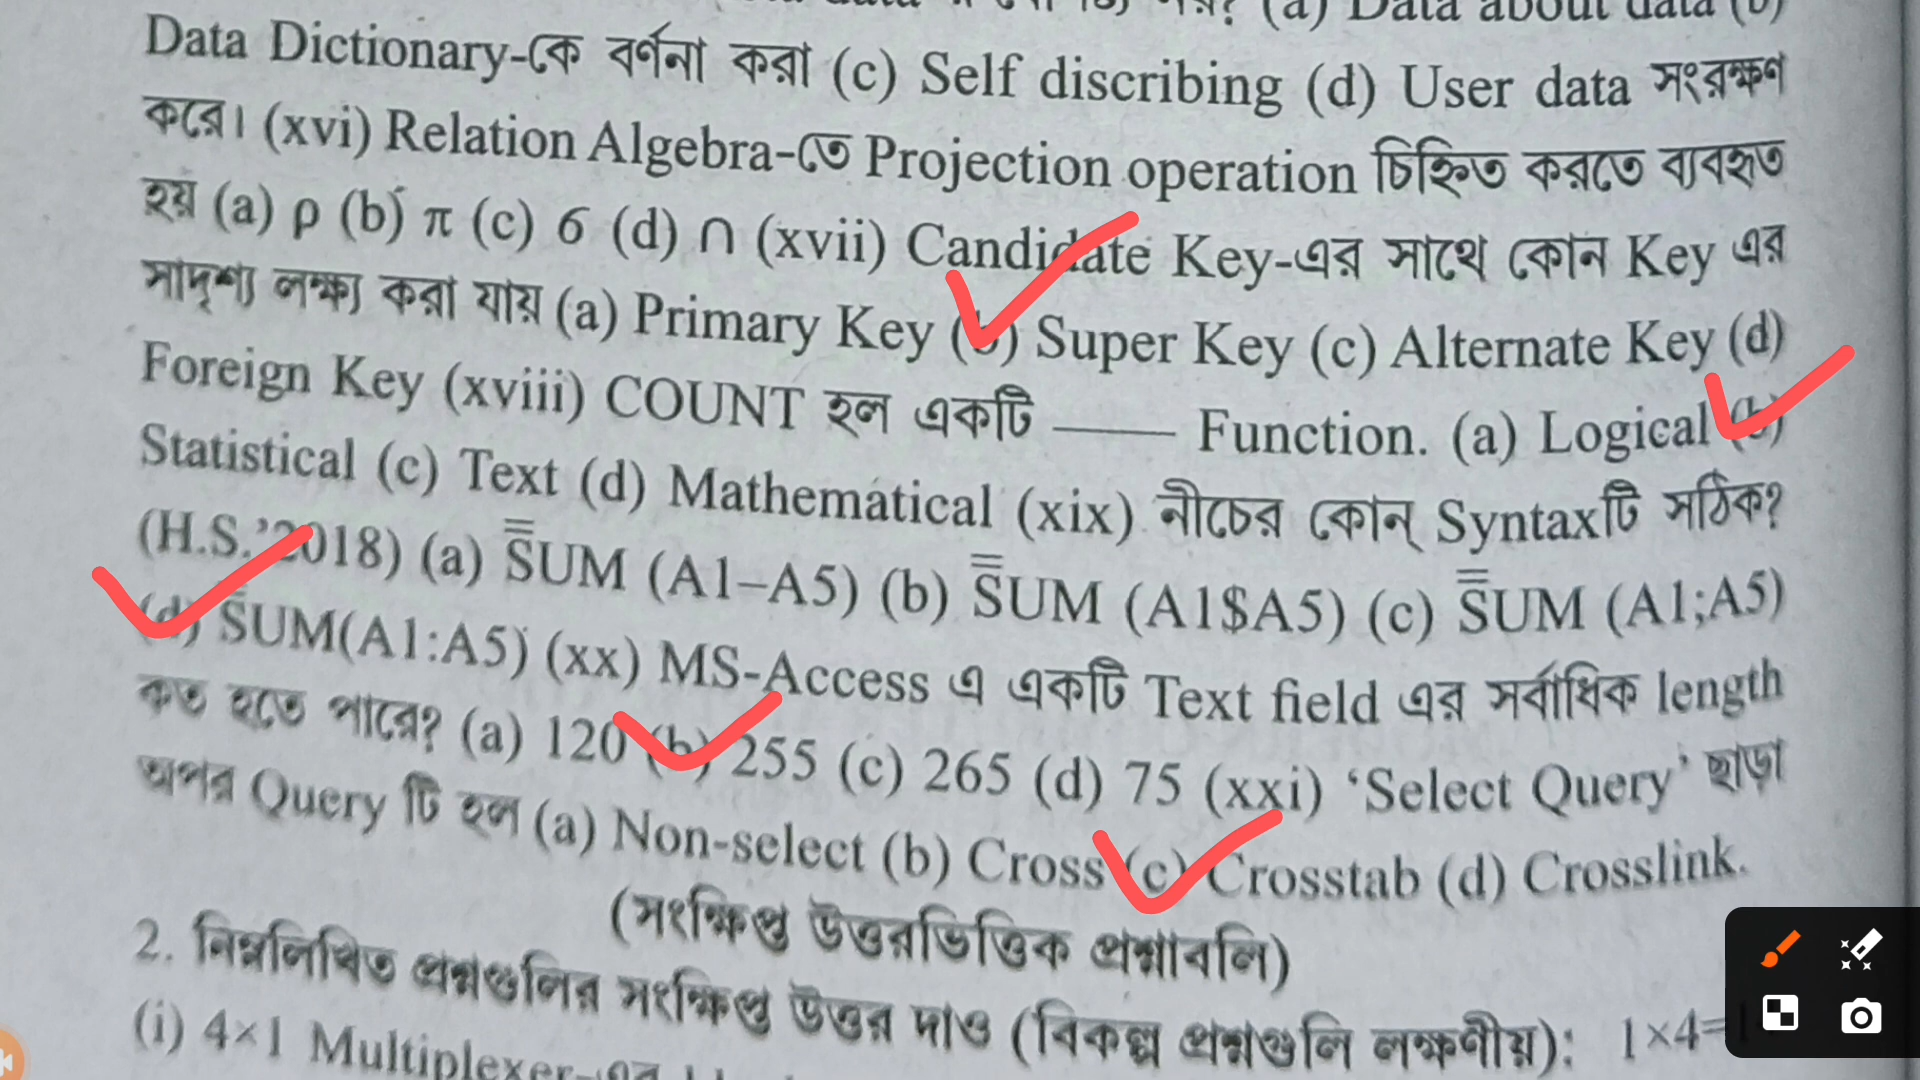 (a) Data about data (b)
Data Dictionary-কে বর্ণনা করা (c) Self discribing (d) User data সংরক্ষণ
করে। (xvi) Relation Algebra-তে Projection operation চিহ্নিত করতে ব্যবহৃত
হয় (a) ρ (b) π (c) 6 (d) ∩ (xvii) Candidate Key-এর সাথে কোন Key এর
সাদৃশ্য লক্ষ্য করা যায় (a) Primary Key (b) Super Key (c) Alternate Key (d)
Foreign Key (xviii) COUNT হল একটি —— Function. (a) Logical (b)
Statistical (c) Text (d) Mathematical (xix) নীচের কোন্ Syntaxটি সঠিক?
(H.S.'2018) (a) =SUM (A1–A5) (b) =SUM (A1$A5) (c) =SUM (A1;A5)
(d) =SUM(A1:A5) (xx) MS-Access এ একটি Text field এর সর্বাধিক length
কত হতে পারে? (a) 120 (b) 255 (c) 265 (d) 75 (xxi) ‘Select Query’ ছাড়া
অপর Query টি হল (a) Non-select (b) Cross (c) Crosstab (d) Crosslink.
(সংক্ষিপ্ত উত্তরভিত্তিক প্রশ্নাবলি)
2. নিম্নলিখিত প্রশ্নগুলির সংক্ষিপ্ত উত্তর দাও (বিকল্প প্রশ্নগুলি লক্ষণীয়): 1×4=
(i) 4×1 Multiplexer-এর